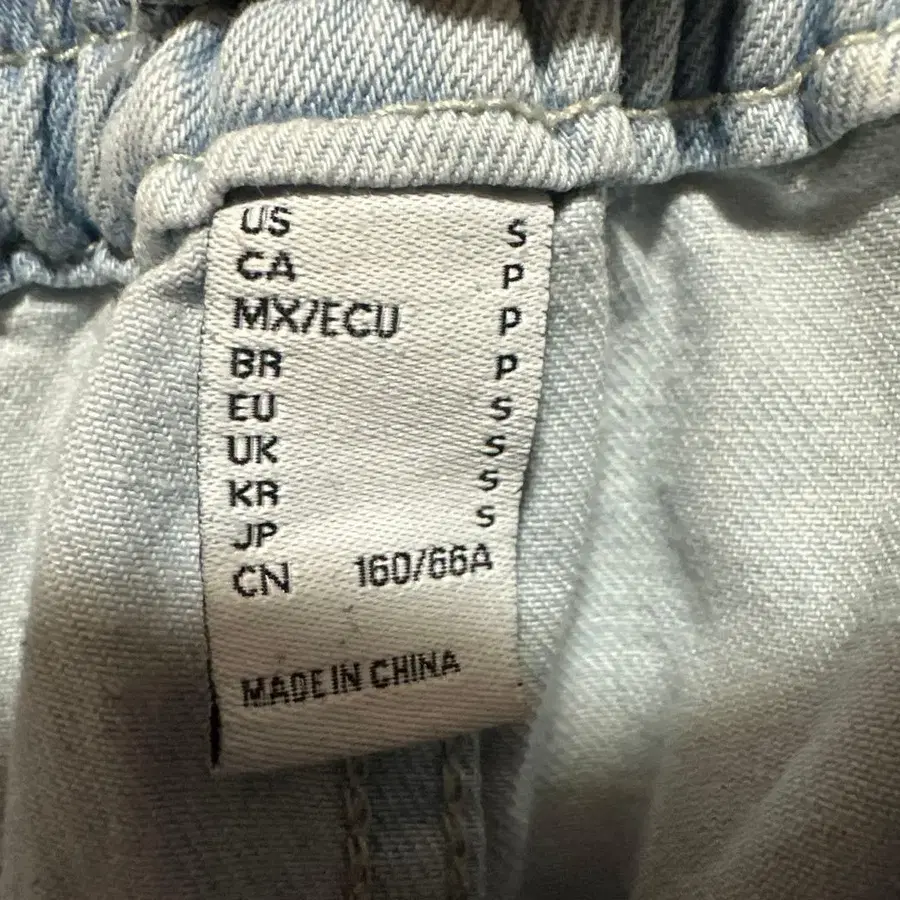 US S
CA P
MX/ECU P
BR P
EU S
UK S
KR S
JP S
CN 160/66A
MADE IN CHINA